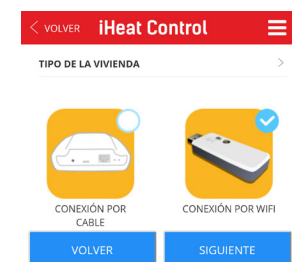 < VOLVER iHeat Control
TIPO DE LA VIVIENDA >
CONEXIÓN POR CABLE
CONEXIÓN POR WIFI
VOLVER SIGUIENTE